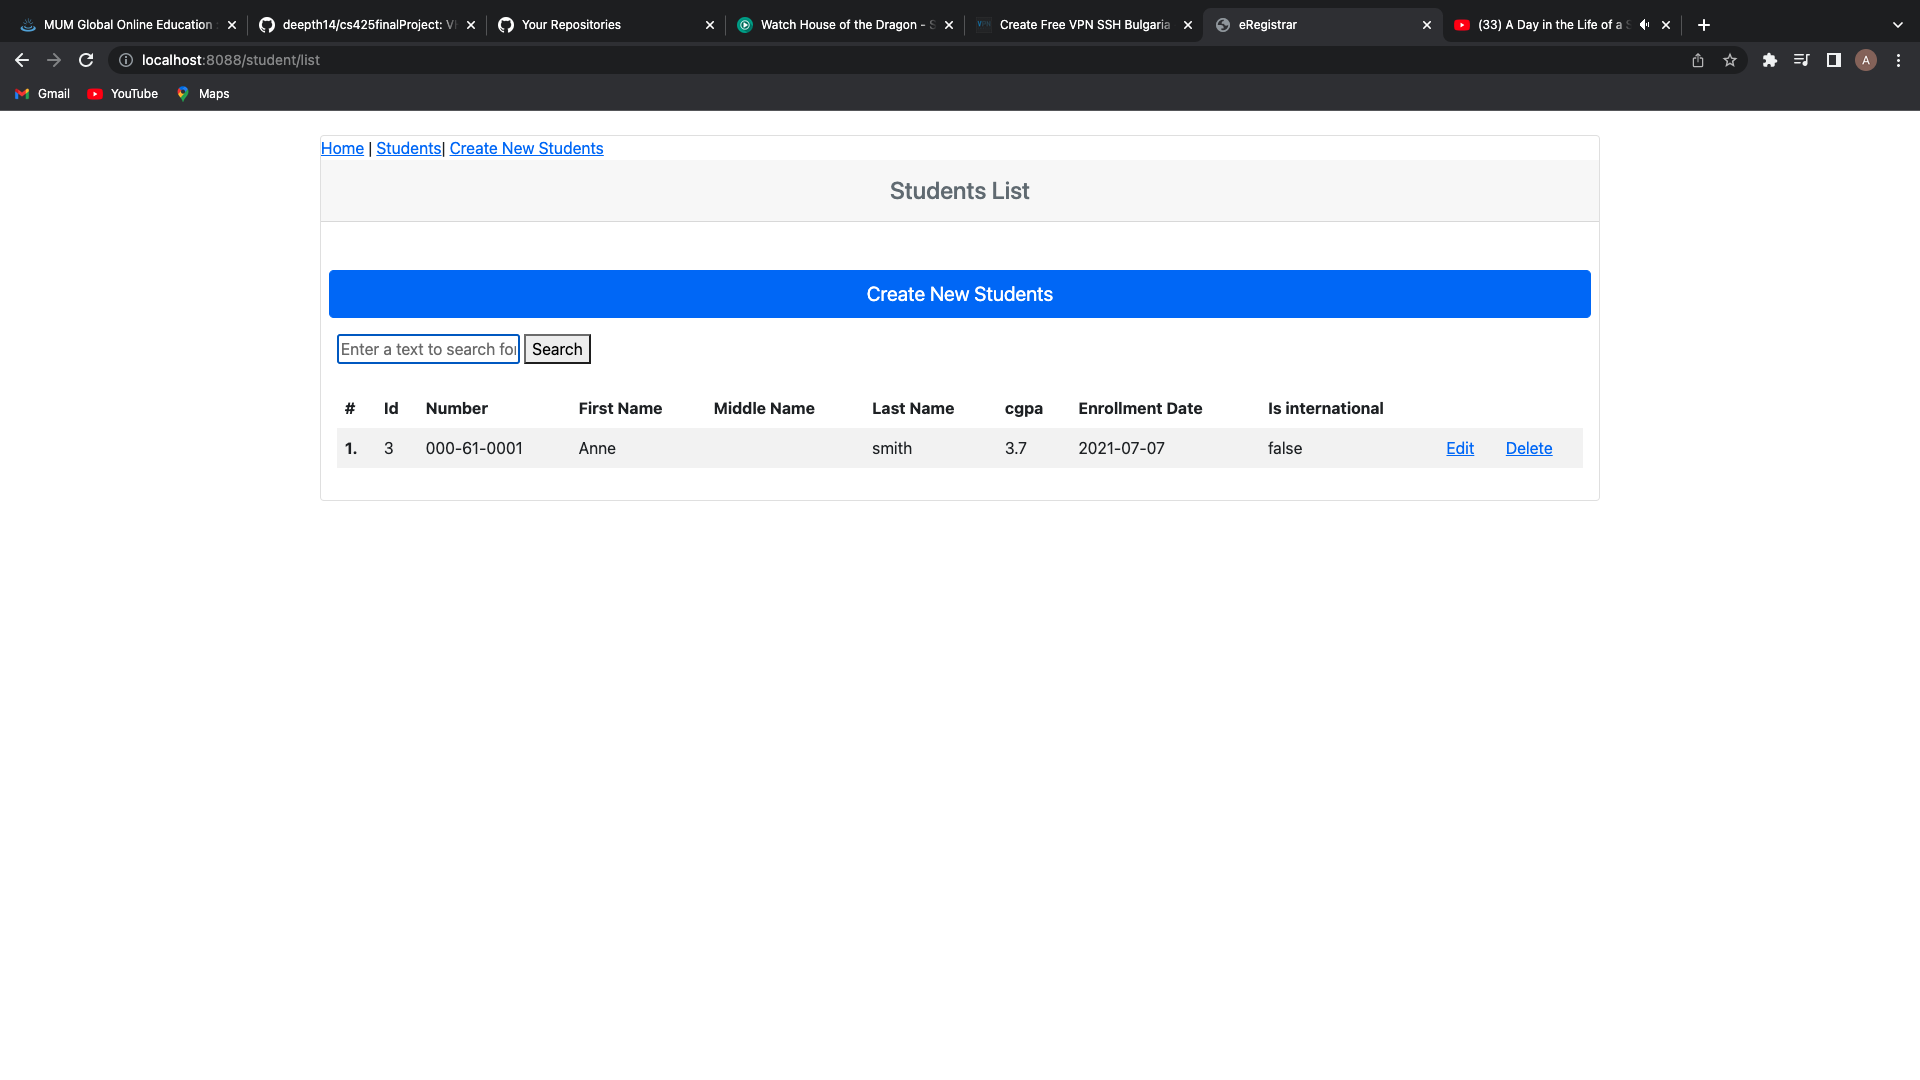 MUM Global Online Education
deepth14/cs425finalProject:
Your Repositories
Watch House of the Dragon -
Create Free VPN SSH Bulgaria
eRegistrar
(33) A Day in the Life of a
localhost:8088/student/list
A
Gmail
YouTube
Maps
Home | Students| Create New Students
Students List
Create New Students
Enter a text to search for
Search
# Id Number First Name Middle Name Last Name cgpa Enrollment Date Is international
1. 3 000-61-0001 Anne smith 3.7 2021-07-07 false Edit Delete